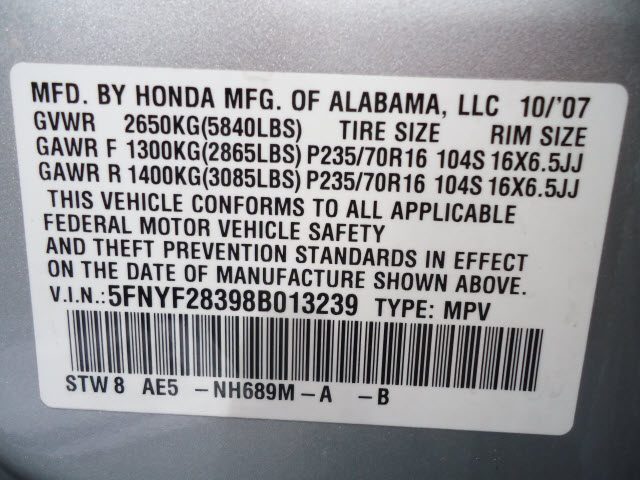 MFD. BY HONDA MFG. OF ALABAMA, LLC 10/'07
GVWR 2650KG(5840LBS) TIRE SIZE RIM SIZE
GAWR F 1300KG(2865LBS) P235/70R16 104S 16X6.5JJ
GAWR R 1400KG(3085LBS) P235/70R16 104S 16X6.5JJ
THIS VEHICLE CONFORMS TO ALL APPLICABLE
FEDERAL MOTOR VEHICLE SAFETY
AND THEFT PREVENTION STANDARDS IN EFFECT
ON THE DATE OF MANUFACTURE SHOWN ABOVE.
V.I.N.:5FNYF28398B013239 TYPE: MPV
STW 8 AE5 -NH689M-A -B